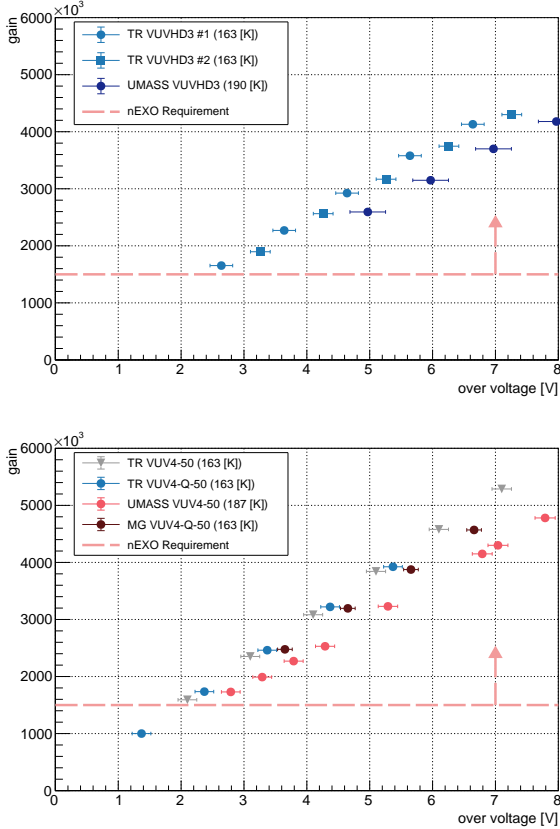 gain
×10³
6000
5000
4000
3000
2000
1000
0
TR VUVHD3 #1 (163 [K])
TR VUVHD3 #2 (163 [K])
UMASS VUVHD3 (190 [K])
nEXO Requirement
0 1 2 3 4 5 6 7 8
over voltage [V]
gain
×10³
6000
5000
4000
3000
2000
1000
0
TR VUV4-50 (163 [K])
TR VUV4-Q-50 (163 [K])
UMASS VUV4-50 (187 [K])
MG VUV4-Q-50 (163 [K])
nEXO Requirement
0 1 2 3 4 5 6 7 8
over voltage [V]